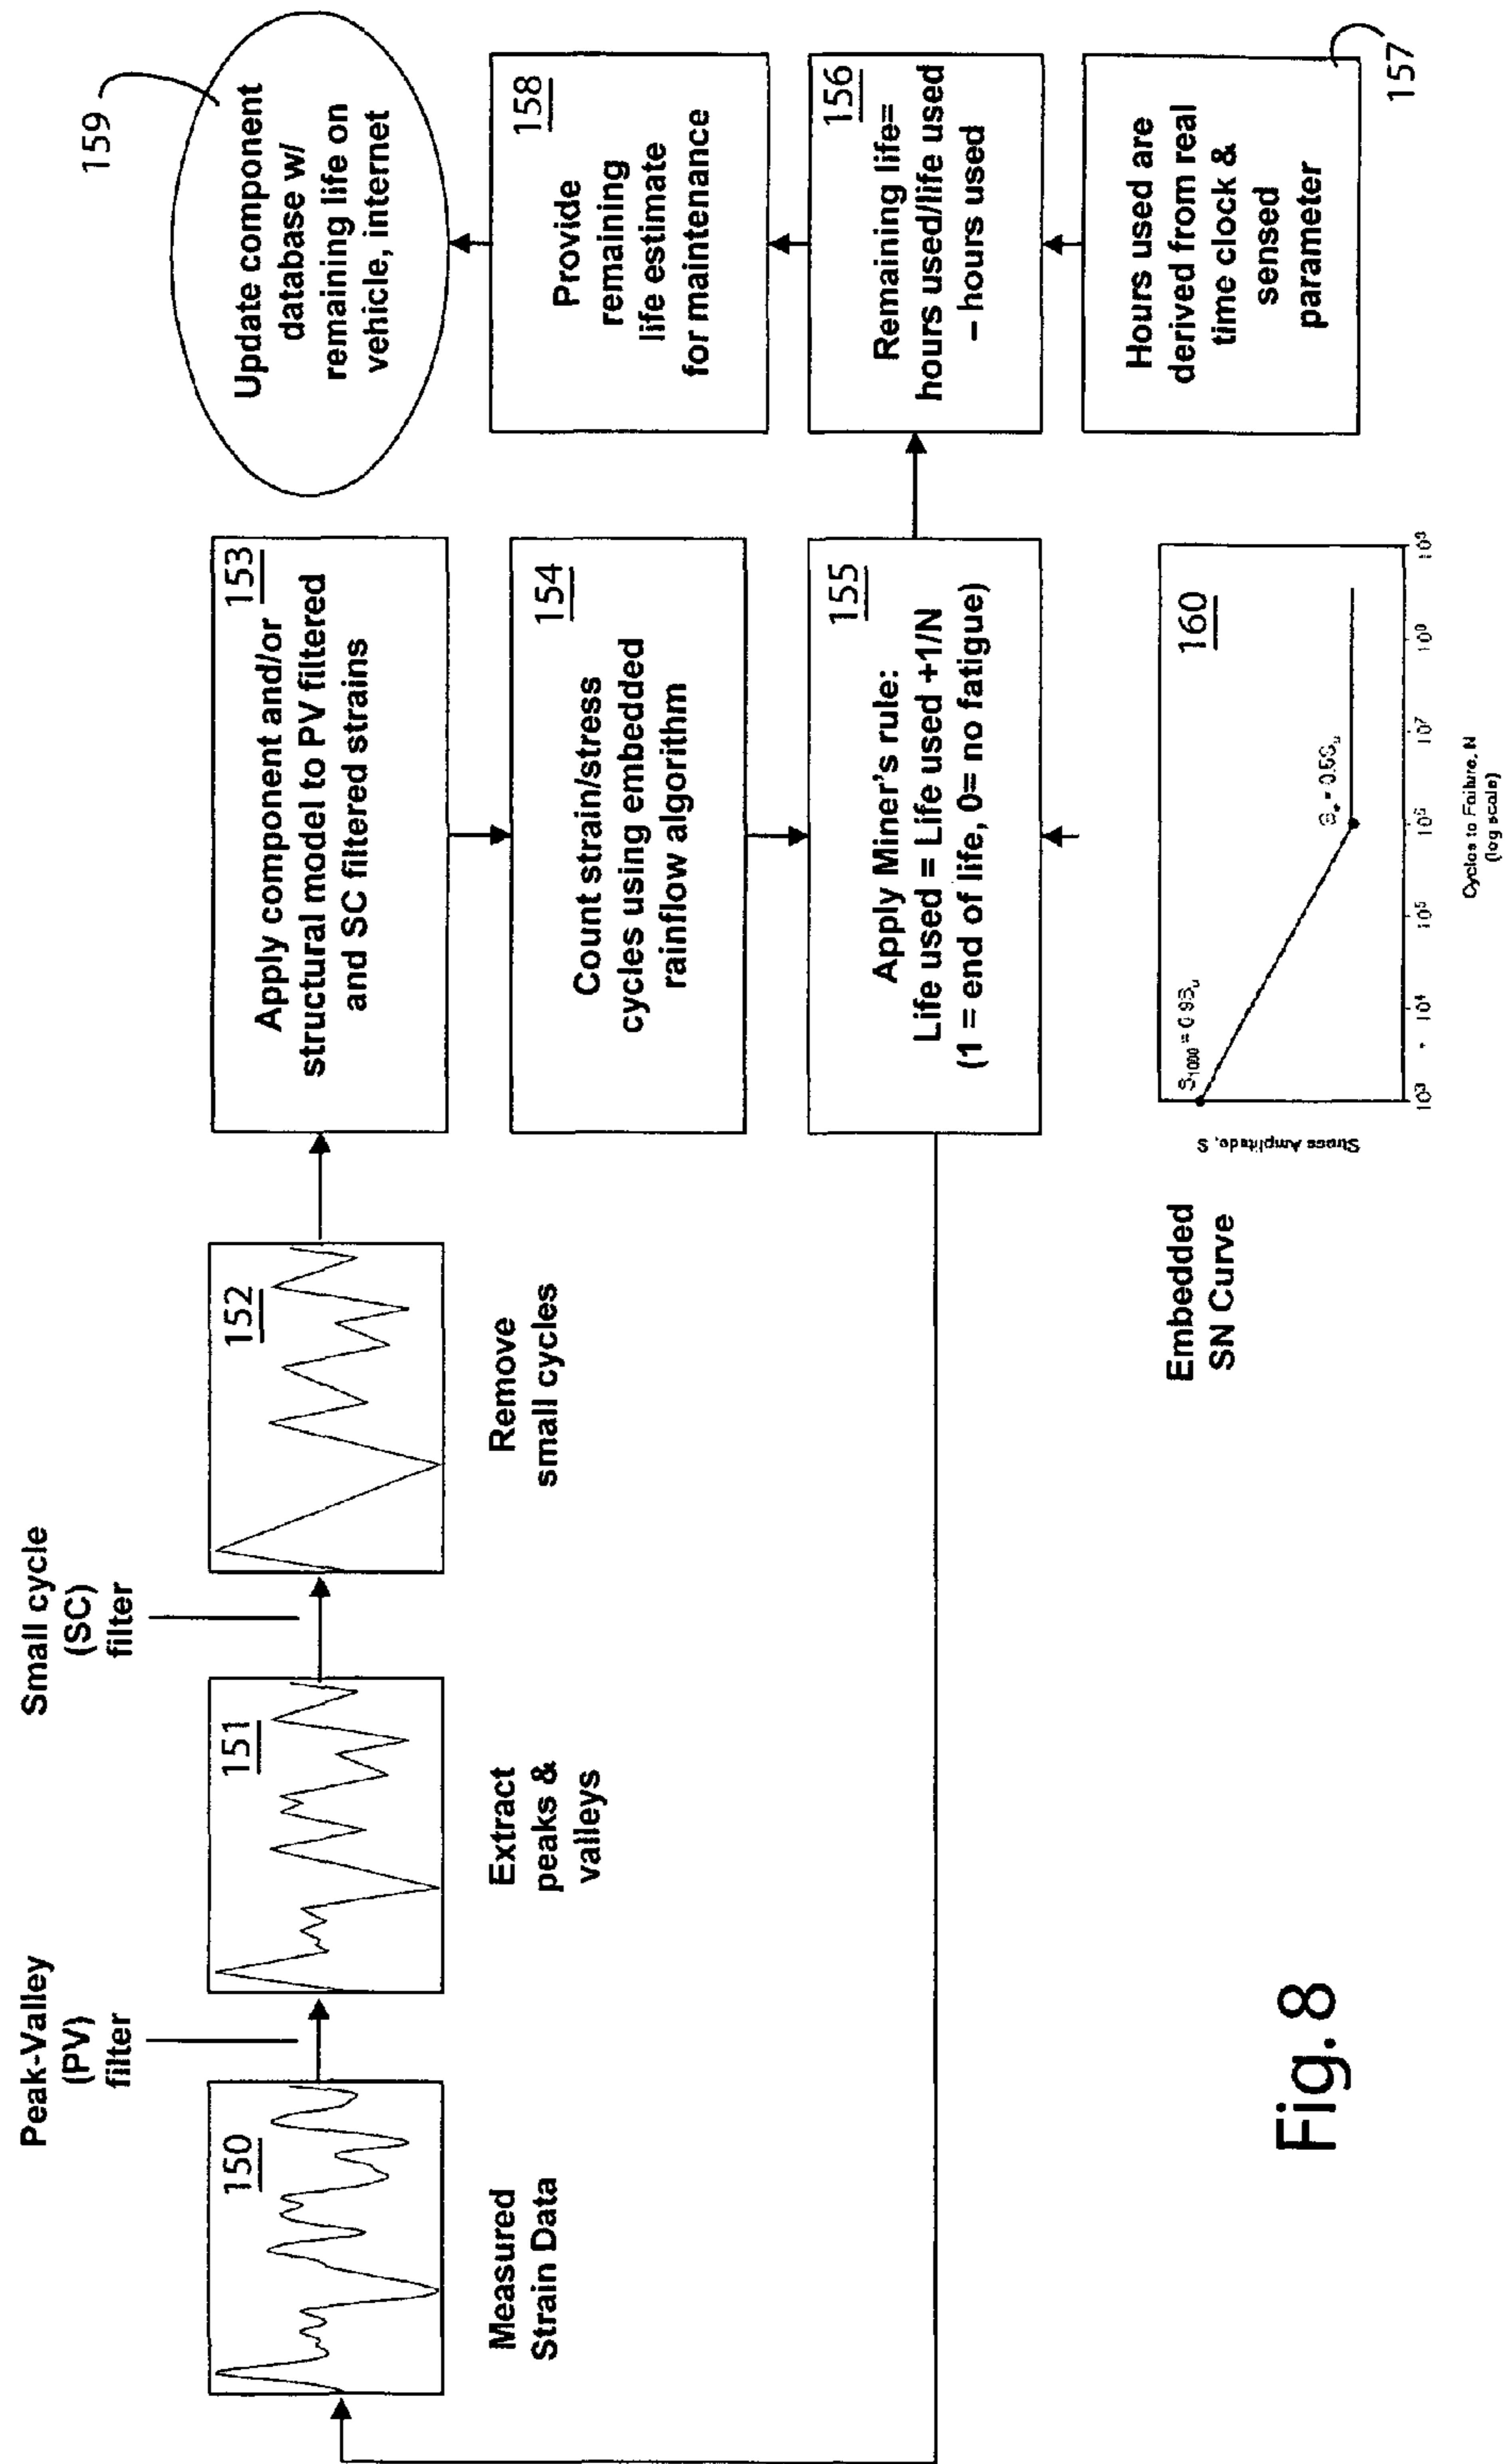 Peak-Valley
(PV)
filter
Small cycle
(SC)
filter
150
Measured
Strain Data
151
Extract
peaks &
valleys
152
Remove
small cycles
153
Apply component and/or
structural model to PV filtered
and SC filtered strains
154
Count strain/stress
cycles using embedded
rainflow algorithm
155
Apply Miner's rule:
Life used = Life used +1/N
(1 = end of life, 0= no fatigue)
159
Update component
database w/
remaining life on
vehicle, internet
158
Provide
remaining
life estimate
for maintenance
156
Remaining life=
hours used/life used
– hours used
Hours used are
derived from real
time clock &
sensed
parameter
157
Embedded
SN Curve
160
Stress Amplitude, S
10³
10⁴
10⁵
10⁶
10⁷
Cycles to Failure, N
(log scale)
Fig.8